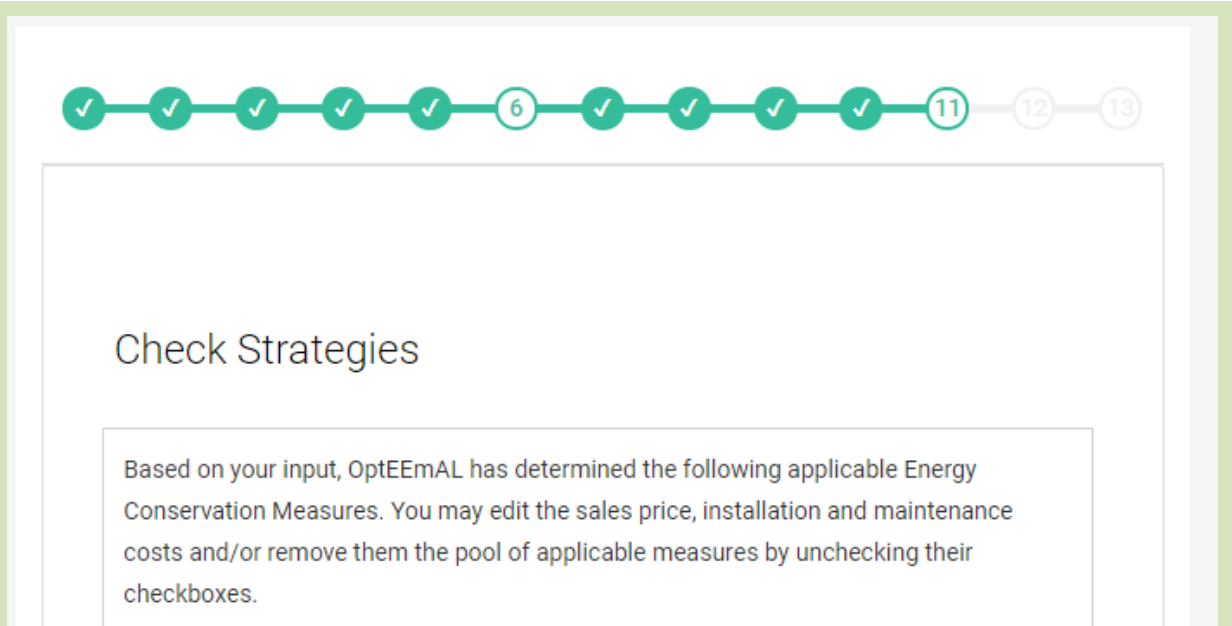 6 11 12 13
Check Strategies
Based on your input, OptEEmAL has determined the following applicable Energy
Conservation Measures. You may edit the sales price, installation and maintenance
costs and/or remove them the pool of applicable measures by unchecking their
checkboxes.